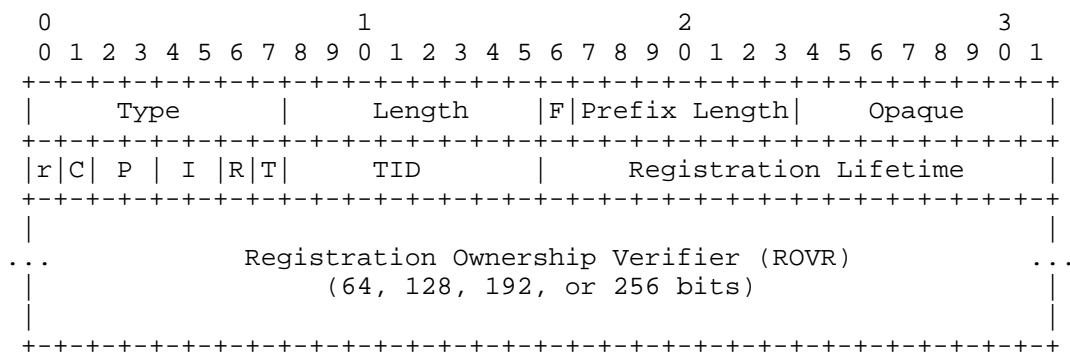 0                   1                   2                   3
 0 1 2 3 4 5 6 7 8 9 0 1 2 3 4 5 6 7 8 9 0 1 2 3 4 5 6 7 8 9 0 1
+-+-+-+-+-+-+-+-+-+-+-+-+-+-+-+-+-+-+-+-+-+-+-+-+-+-+-+-+-+-+-+-+
|     Type      |     Length    |F|Prefix Length|    Opaque     |
+-+-+-+-+-+-+-+-+-+-+-+-+-+-+-+-+-+-+-+-+-+-+-+-+-+-+-+-+-+-+-+-+
|r|C| P | I |R|T|     TID       |     Registration Lifetime     |
+-+-+-+-+-+-+-+-+-+-+-+-+-+-+-+-+-+-+-+-+-+-+-+-+-+-+-+-+-+-+-+-+
|                                                               |
...            Registration Ownership Verifier (ROVR)           ...
|                  (64, 128, 192, or 256 bits)                  |
|                                                               |
+-+-+-+-+-+-+-+-+-+-+-+-+-+-+-+-+-+-+-+-+-+-+-+-+-+-+-+-+-+-+-+-+